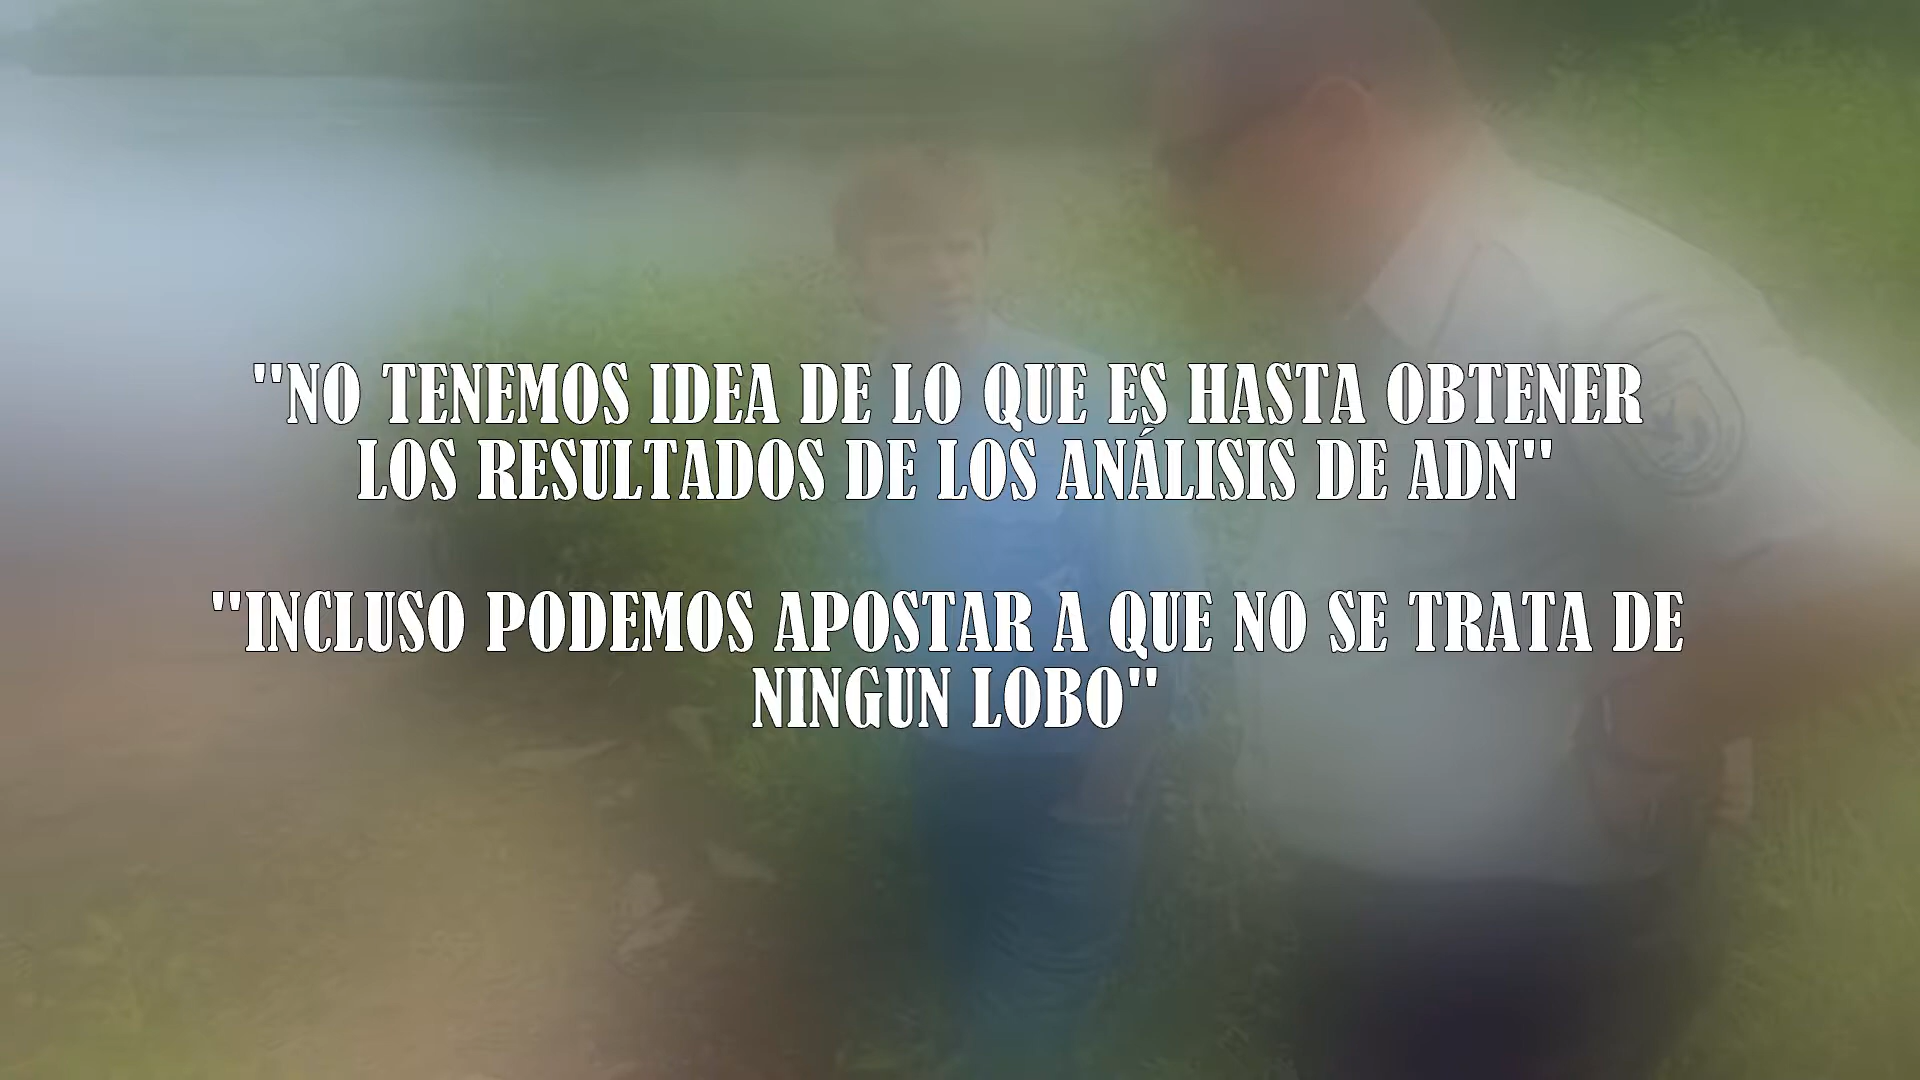 "NO TENEMOS IDEA DE LO QUE ES HASTA OBTENER
LOS RESULTADOS DE LOS ANÁLISIS DE ADN"
"INCLUSO PODEMOS APOSTAR A QUE NO SE TRATA DE
NINGUN LOBO"